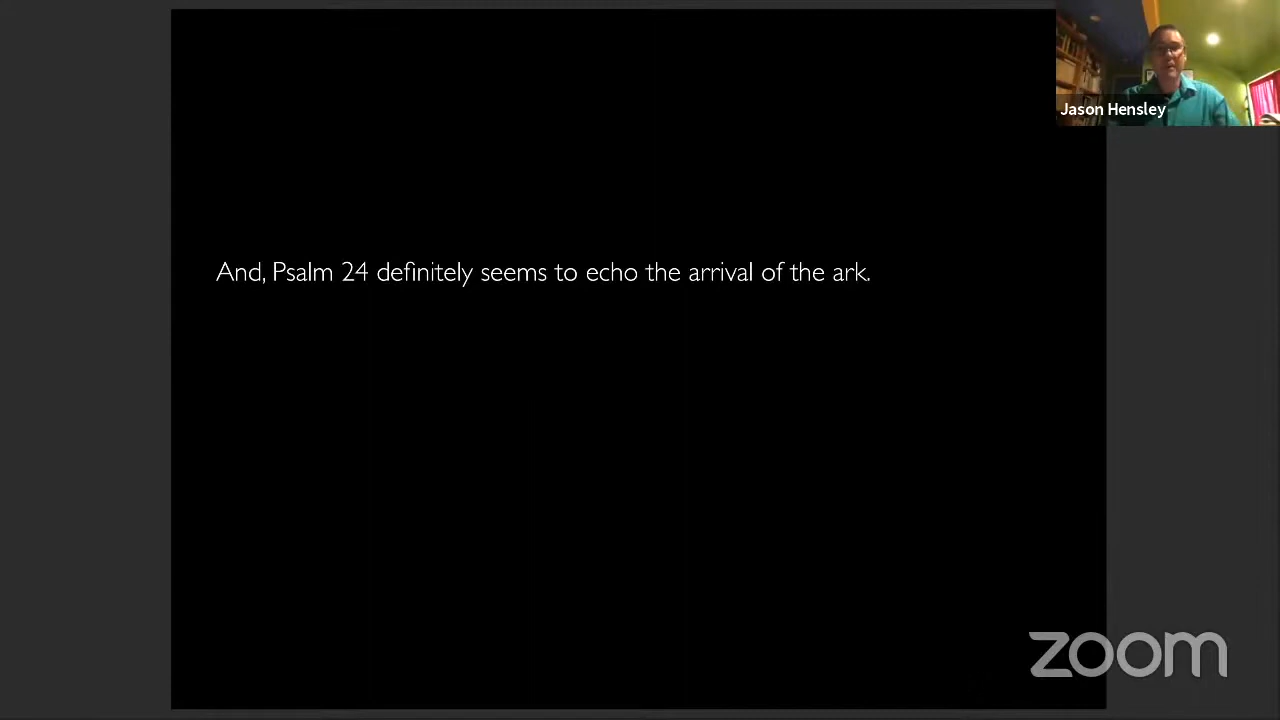 Jason Hensley
And, Psalm 24 definitely seems to echo the arrival of the ark.
zoom